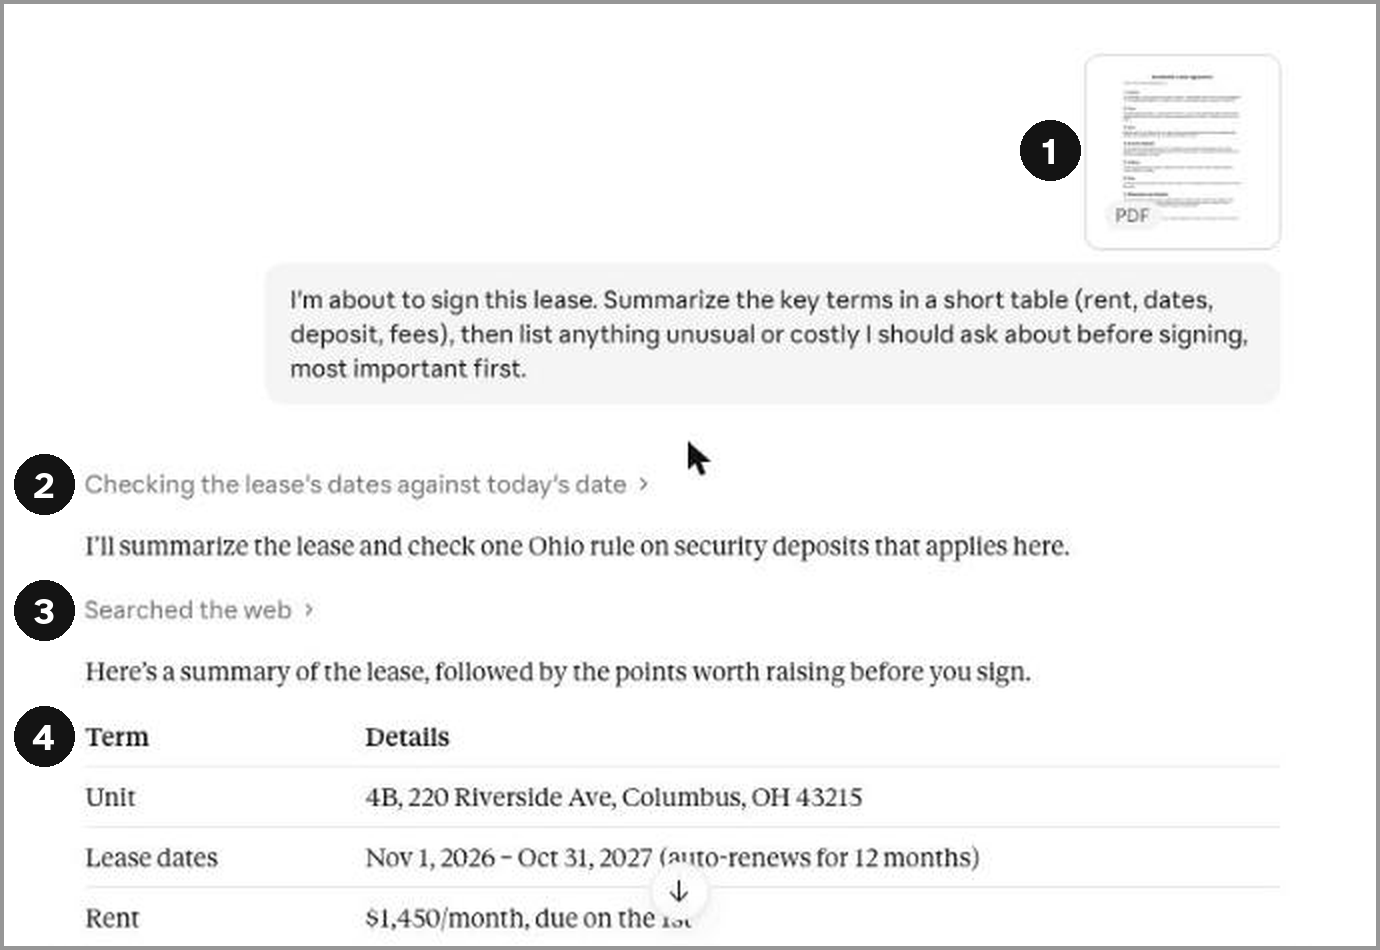 1
PDF
I'm about to sign this lease. Summarize the key terms in a short table (rent, dates,
deposit, fees), then list anything unusual or costly I should ask about before signing,
most important first.
2 Checking the lease's dates against today's date >
I'll summarize the lease and check one Ohio rule on security deposits that applies here.
3 Searched the web >
Here's a summary of the lease, followed by the points worth raising before you sign.
4 Term Details
Unit 4B, 220 Riverside Ave, Columbus, OH 43215
Lease dates Nov 1, 2026 – Oct 31, 2027 (auto-renews for 12 months)
Rent $1,450/month, due on the 1st